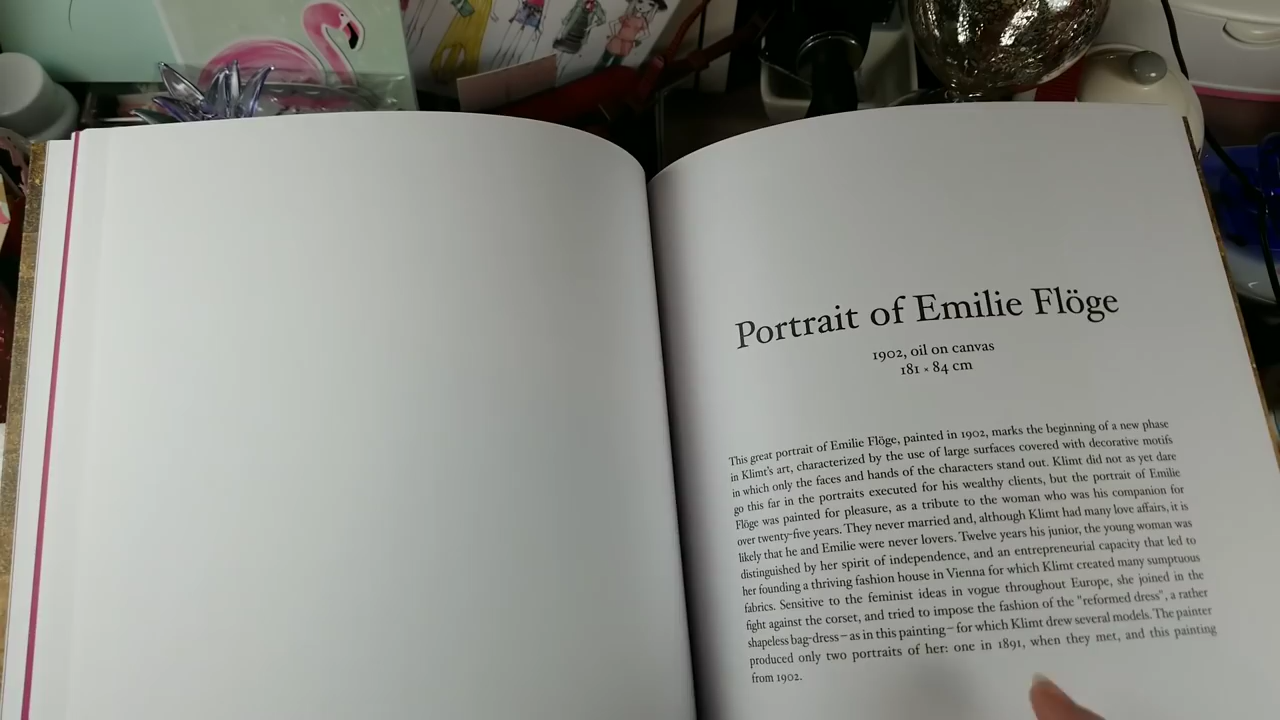 Portrait of Emilie Flöge
1902, oil on canvas
181 × 84 cm
This great portrait of Emilie Flöge, painted in 1902, marks the beginning of a new phase
in Klimt's art, characterized by the use of large surfaces covered with decorative motifs
in which only the faces and hands of the characters stand out. Klimt did not as yet dare
go this far in the portraits executed for his wealthy clients, but the portrait of Emilie
Flöge was painted for pleasure, as a tribute to the woman who was his companion for
over twenty-five years. They never married and, although Klimt had many love affairs, it is
likely that he and Emilie were never lovers. Twelve years his junior, the young woman was
distinguished by her spirit of independence, and an entrepreneurial capacity that led to
her founding a thriving fashion house in Vienna for which Klimt created many sumptuous
fabrics. Sensitive to the feminist ideas in vogue throughout Europe, she joined in the
fight against the corset, and tried to impose the fashion of the "reformed dress", a rather
shapeless bag-dress – as in this painting – for which Klimt drew several models. The painter
produced only two portraits of her: one in 1891, when they met, and this painting
from 1902.